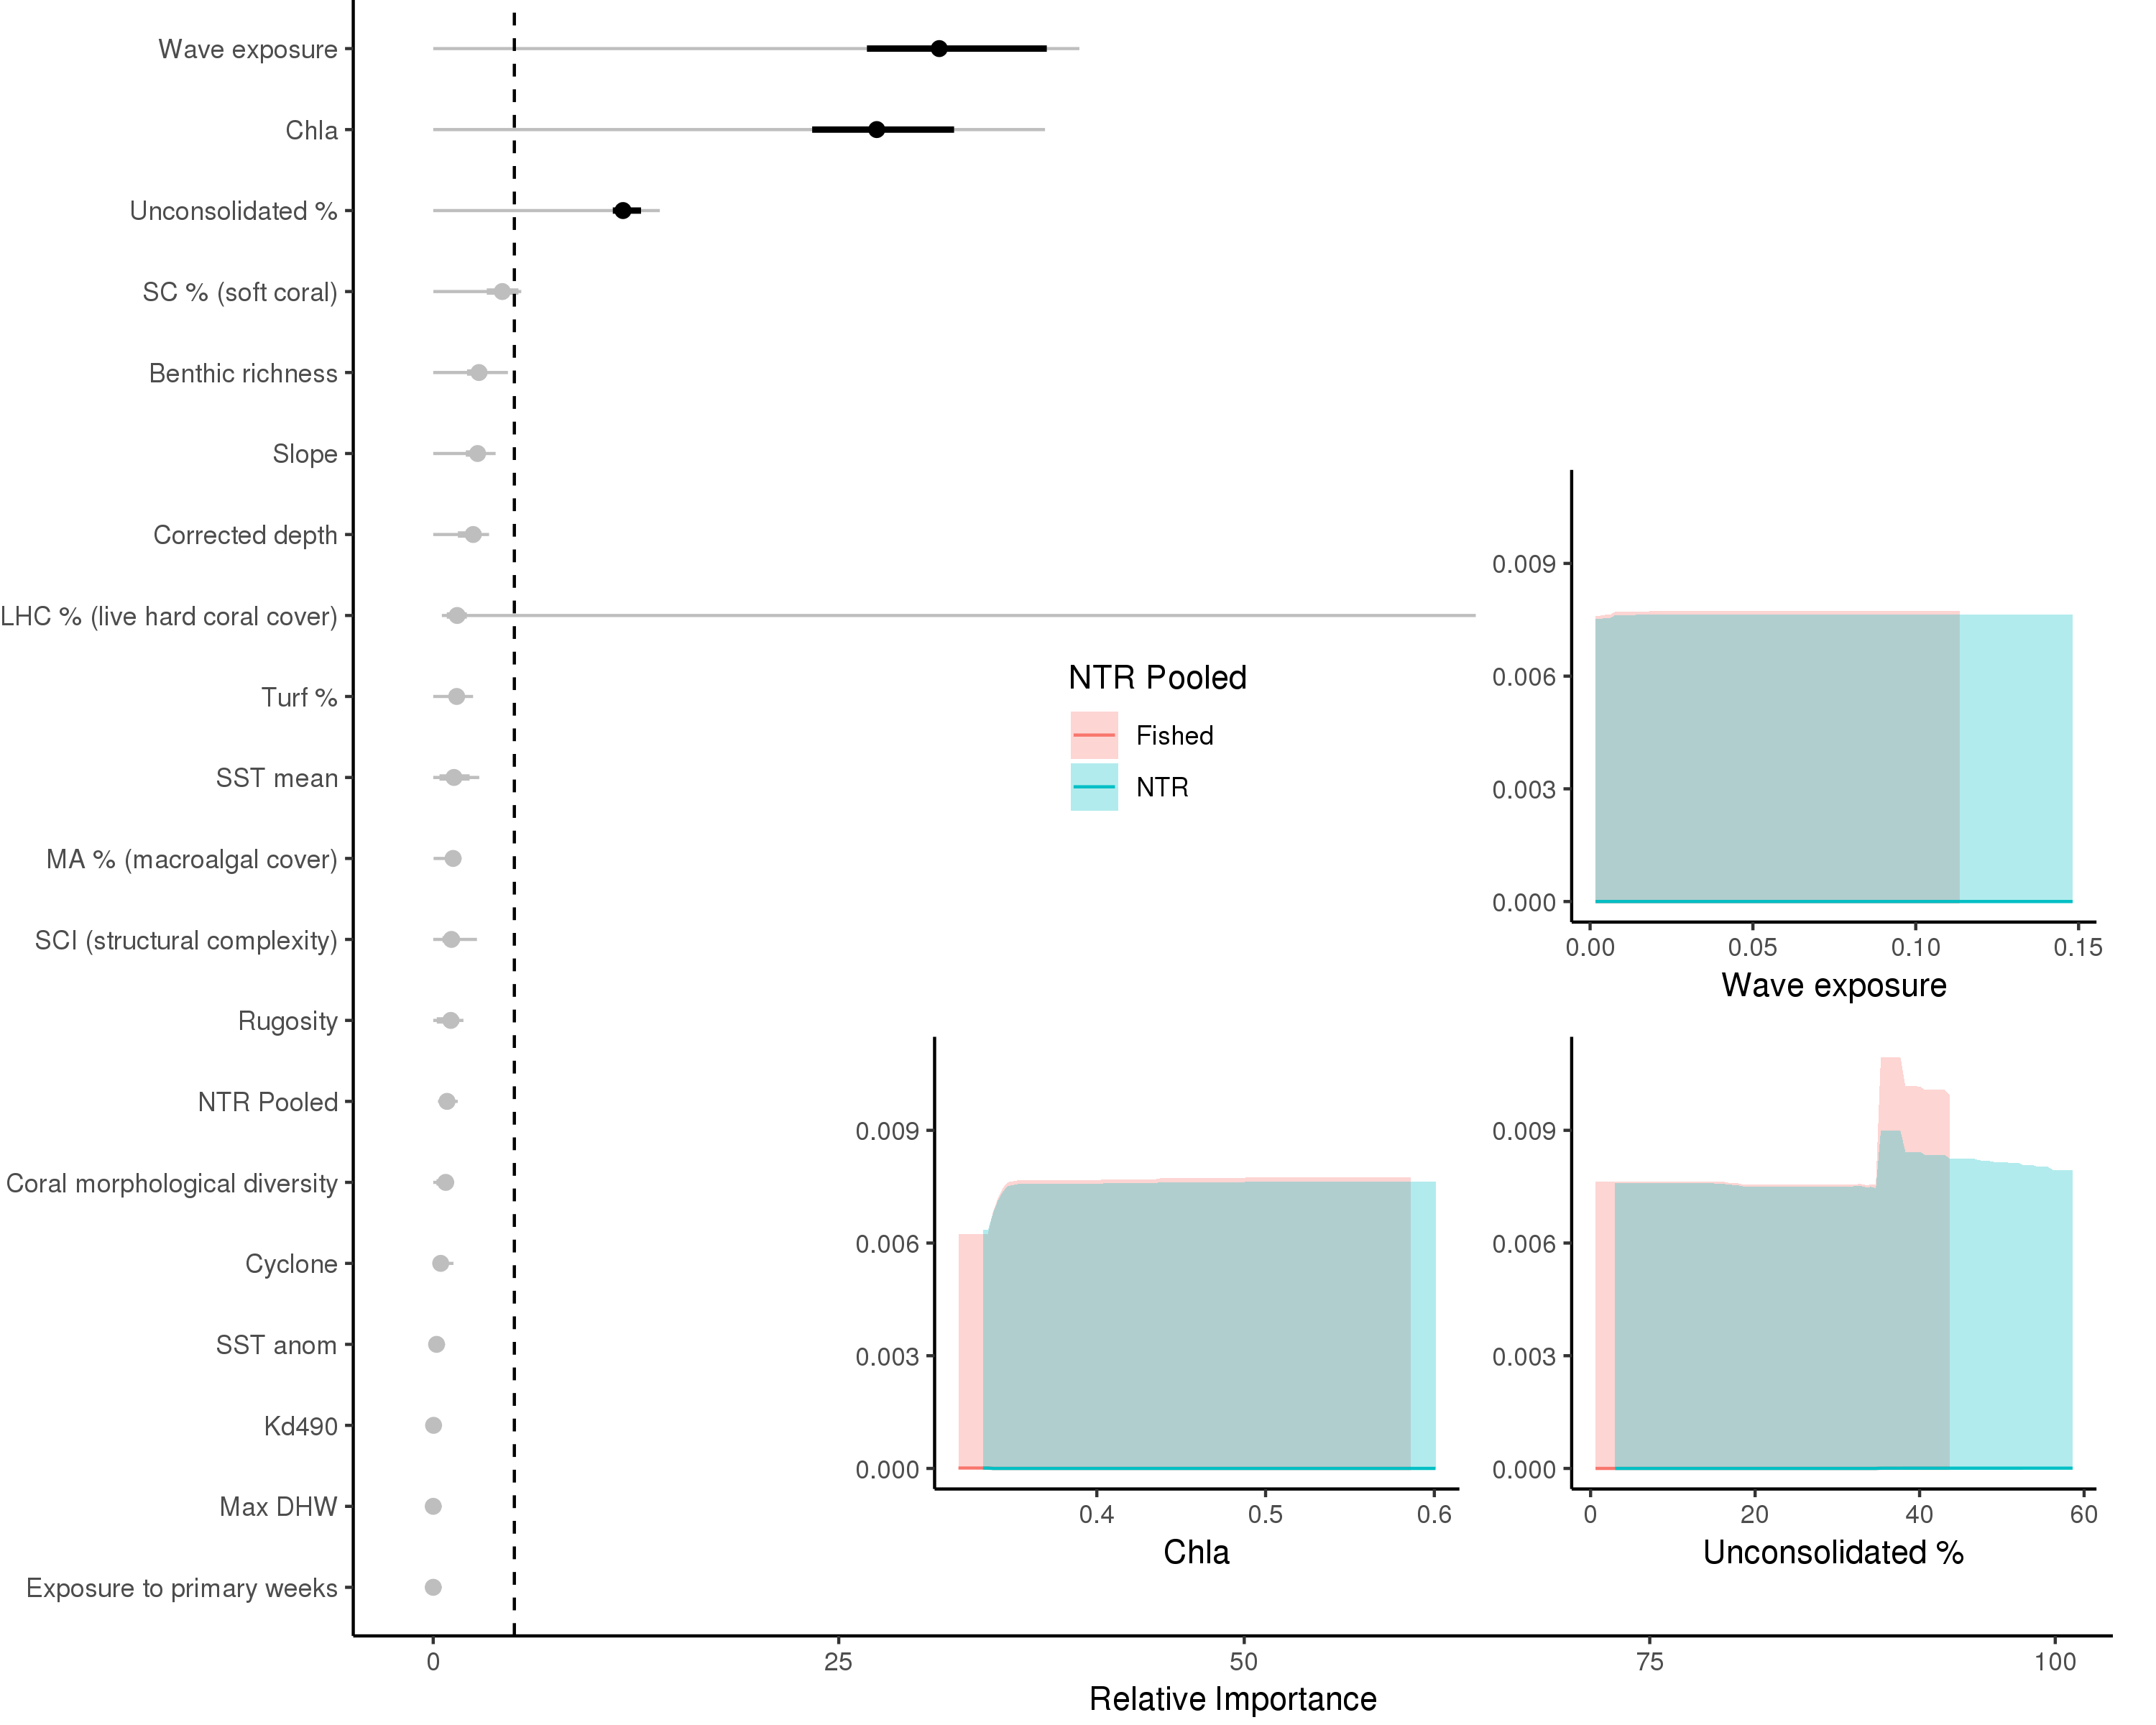 Wave exposure
Chla
Unconsolidated %
SC % (soft coral)
Benthic richness
Slope
Corrected depth
LHC % (live hard coral cover)
Turf %
SST mean
MA % (macroalgal cover)
SCI (structural complexity)
Rugosity
NTR Pooled
Coral morphological diversity
Cyclone
SST anom
Kd490
Max DHW
Exposure to primary weeks
0 25 50 75 100
Relative Importance
NTR Pooled
Fished
NTR
0.009
0.006
0.003
0.000
0.00 0.05 0.10 0.15
Wave exposure
0.009
0.006
0.003
0.000
0.4 0.5 0.6
Chla
0.009
0.006
0.003
0.000
0 20 40 60
Unconsolidated %